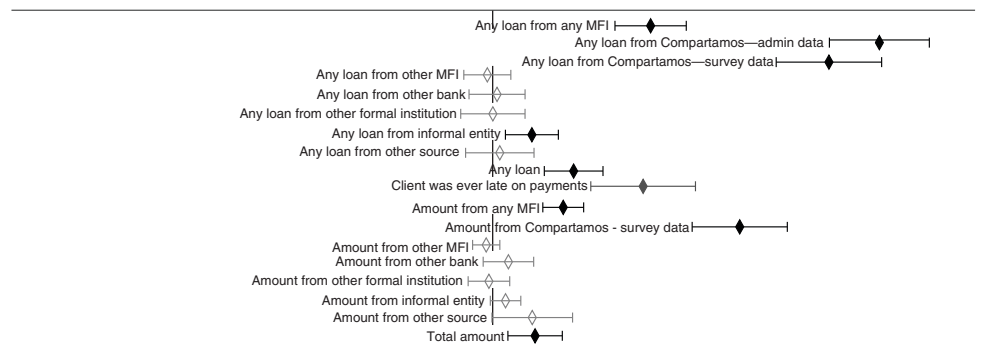 Any loan from any MFI
Any loan from Compartamos—admin data
Any loan from Compartamos—survey data
Any loan from other MFI
Any loan from other bank
Any loan from other formal institution
Any loan from informal entity
Any loan from other source
Any loan
Client was ever late on payments
Amount from any MFI
Amount from Compartamos - survey data
Amount from other MFI
Amount from other bank
Amount from other formal institution
Amount from informal entity
Amount from other source
Total amount